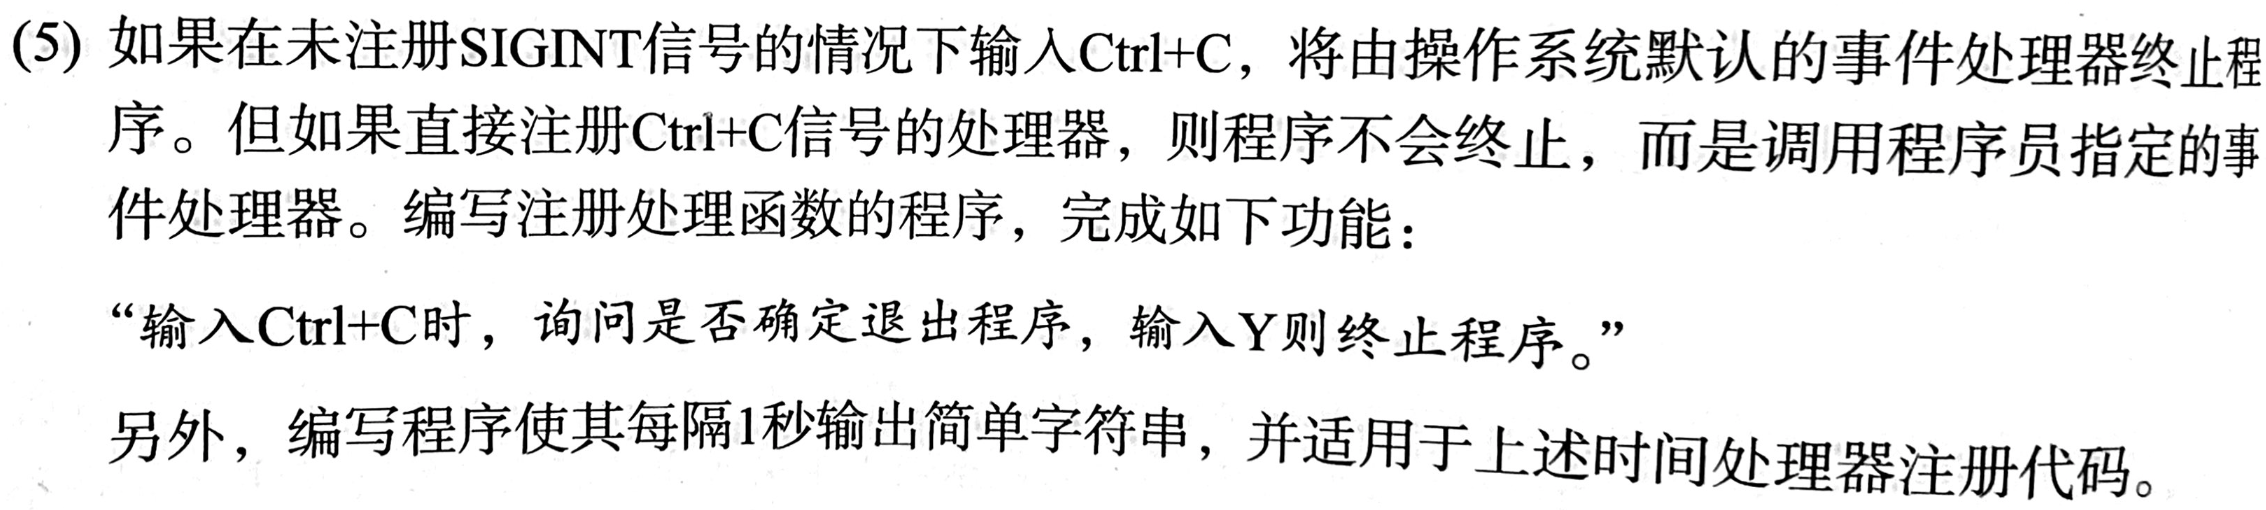 (5) 如果在未注册SIGINT信号的情况下输入Ctrl+C，将由操作系统默认的事件处理器终止程
序。但如果直接注册Ctrl+C信号的处理器，则程序不会终止，而是调用程序员指定的事
件处理器。编写注册处理函数的程序，完成如下功能：
“输入Ctrl+C时，询问是否确定退出程序，输入Y则终止程序。”
另外，编写程序使其每隔1秒输出简单字符串，并适用于上述时间处理器注册代码。